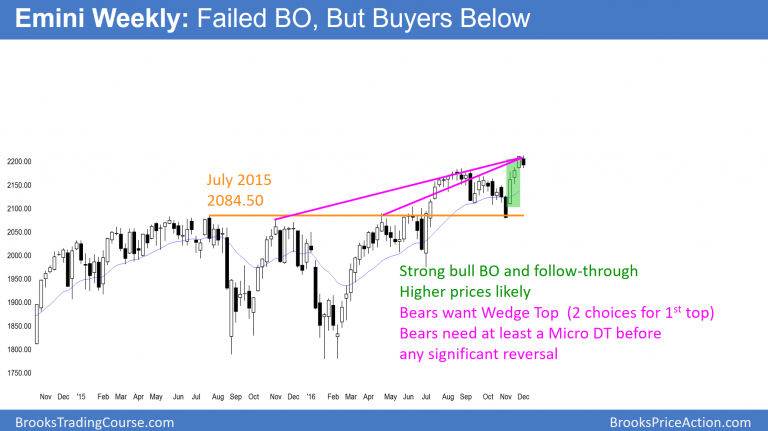 Emini Weekly: Failed BO, But Buyers Below
2200.00
2150.00
2100.00
2050.00
2000.00
1950.00
1900.00
1850.00
1800.00
1750.00
July 2015
2084.50
Strong bull BO and follow-through
Higher prices likely
Bears want Wedge Top (2 choices for 1st top)
Bears need at least a Micro DT before
any significant reversal
Nov Dec '15 Feb Mar Apr May Jun Jul Aug Sep Oct Nov Dec '16 Feb Mar Apr May Jun Jul Aug Sep Oct Nov Dec
BrooksTradingCourse.com
BrooksPriceAction.com